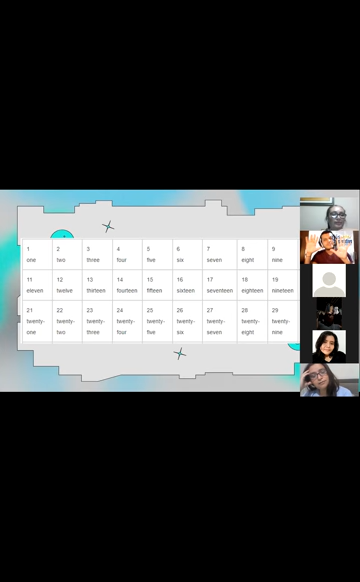 1 2 3 4 5 6 7 8 9
one two three four five six seven eight nine
11 12 13 14 15 16 17 18 19
eleven twelve thirteen fourteen fifteen sixteen seventeen eighteen nineteen
21 22 23 24 25 26 27 28 29
twenty- twenty- twenty- twenty- twenty- twenty- twenty- twenty- twenty-
one two three four five six seven eight nine